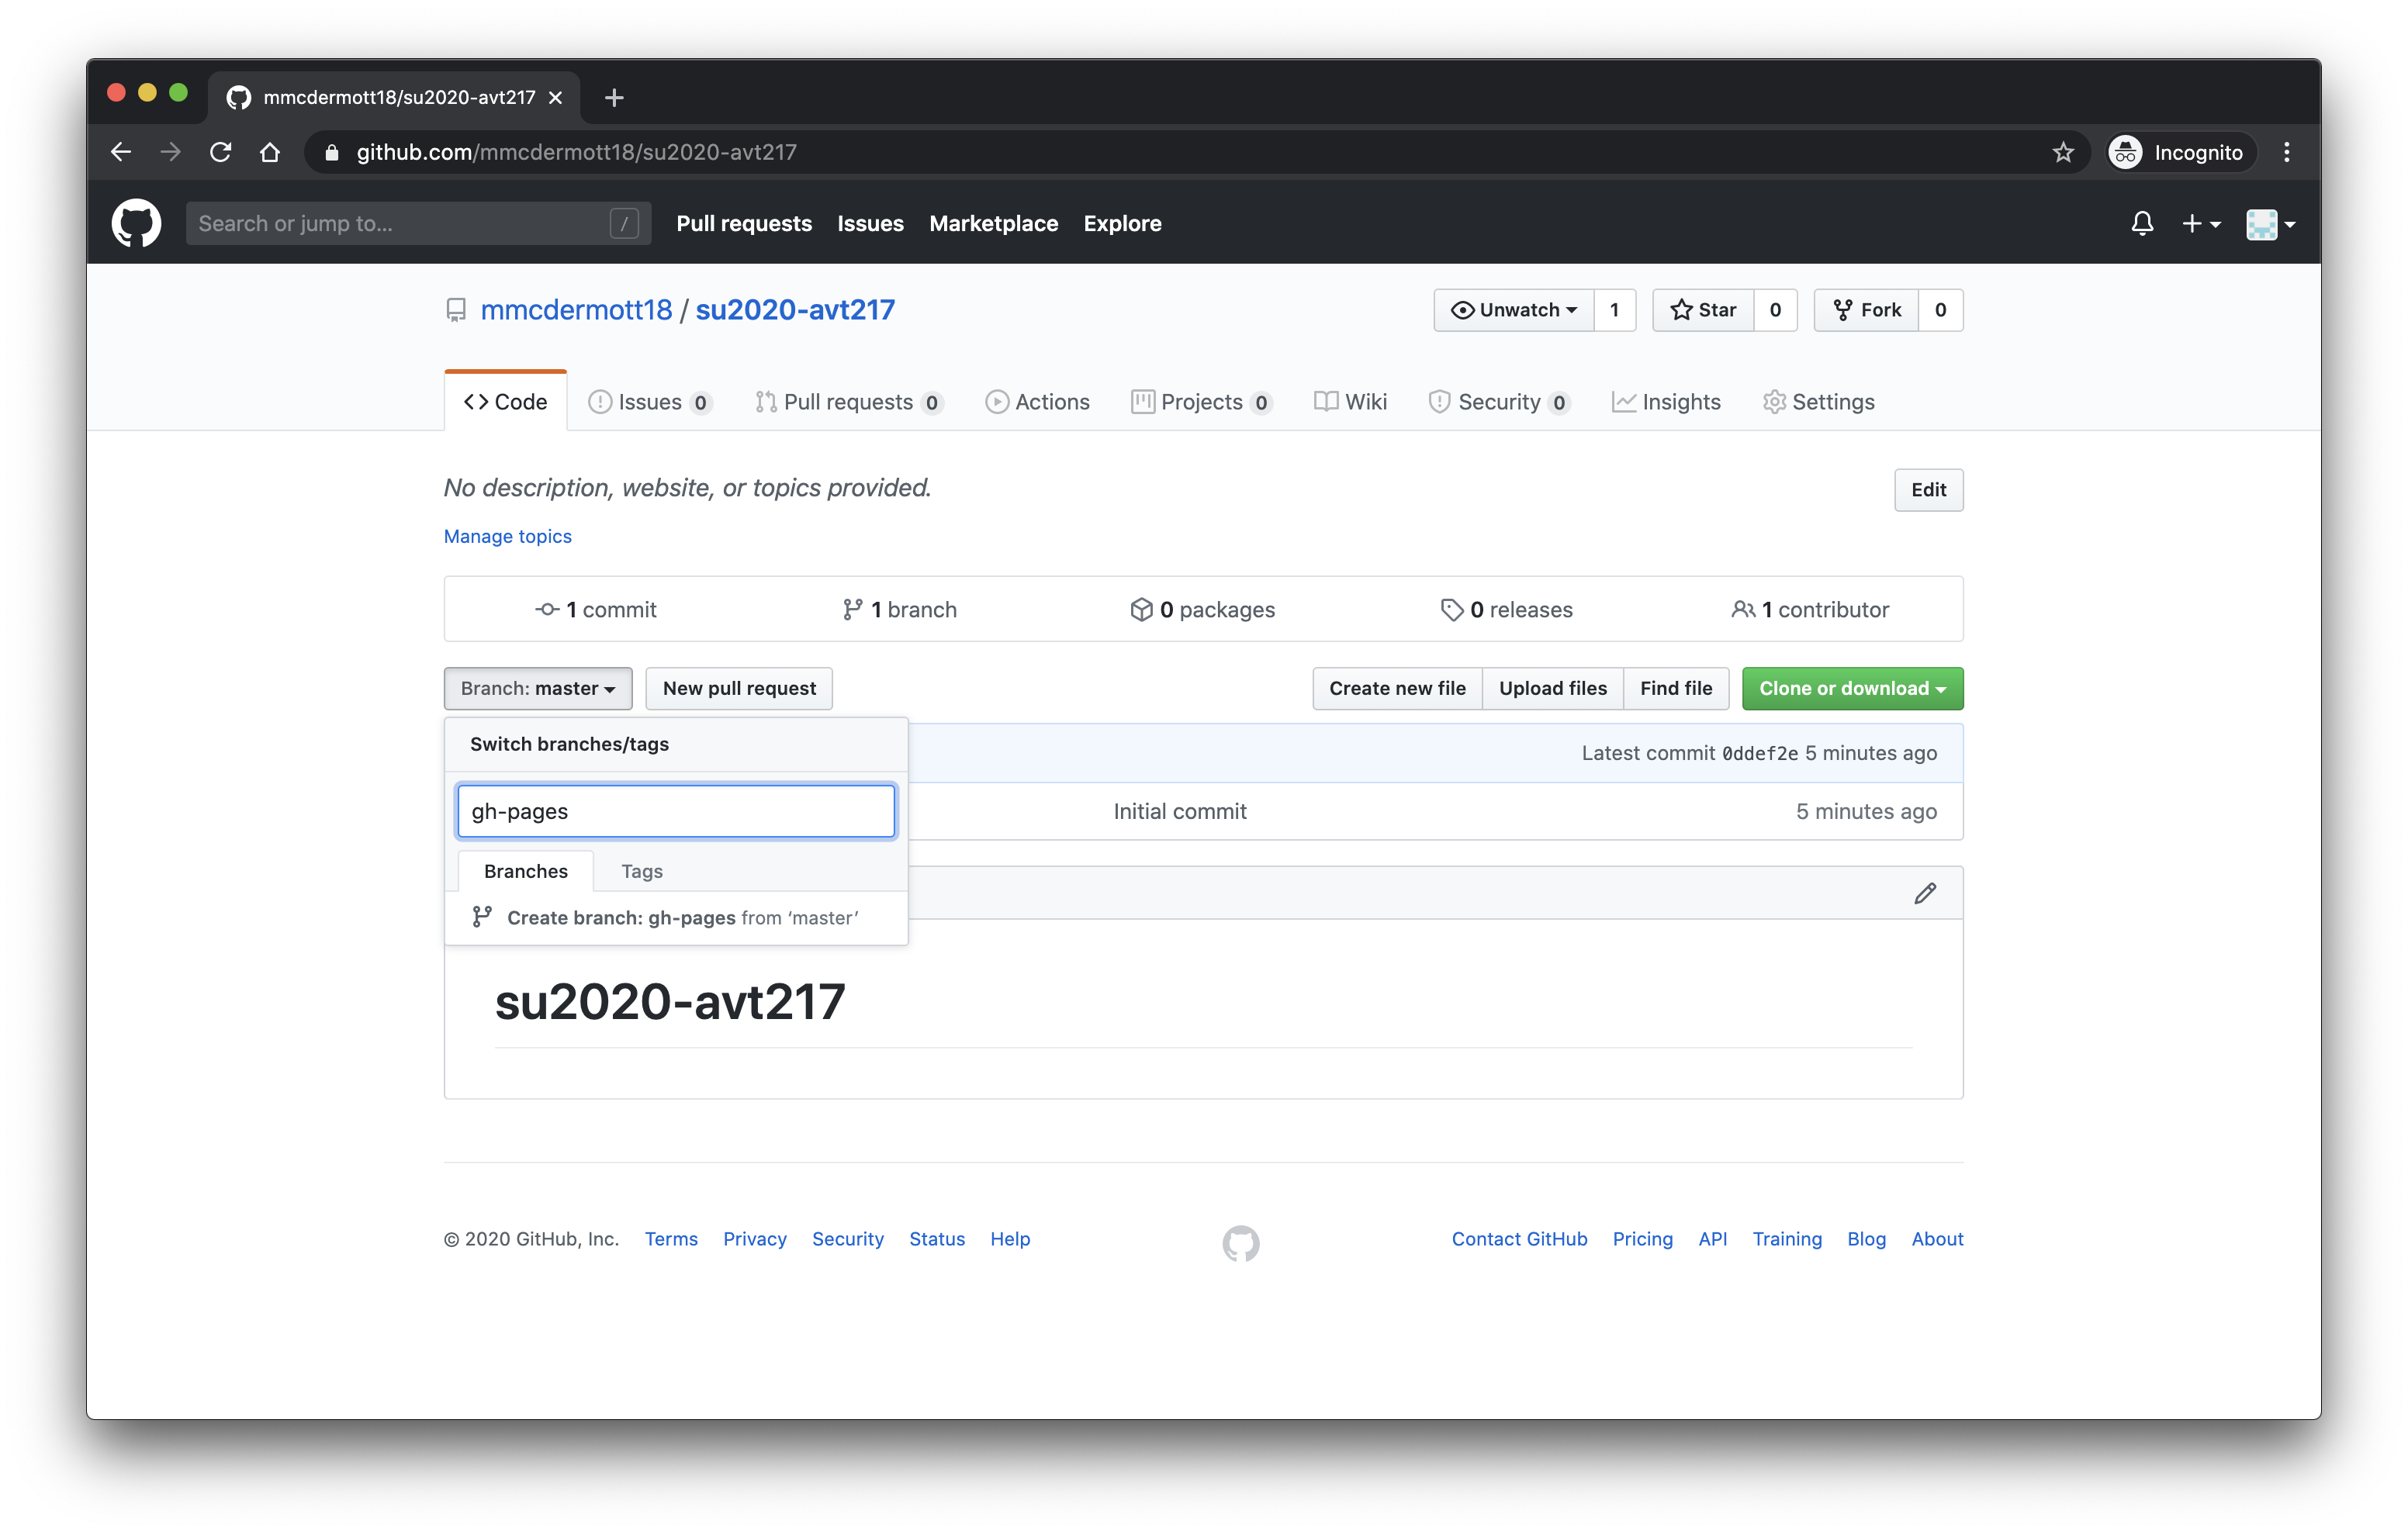 mmcdermott18/su2020-avt217
github.com/mmcdermott18/su2020-avt217
Incognito
Search or jump to... /
Pull requests Issues Marketplace Explore
mmcdermott18 / su2020-avt217
Unwatch 1 Star 0 Fork 0
Code Issues 0 Pull requests 0 Actions Projects 0 Wiki Security 0 Insights Settings
No description, website, or topics provided.
Edit
Manage topics
1 commit 1 branch 0 packages 0 releases 1 contributor
Branch: master New pull request Create new file Upload files Find file Clone or download
Switch branches/tags
Latest commit 0ddef2e 5 minutes ago
gh-pages
Initial commit 5 minutes ago
Branches Tags
Create branch: gh-pages from ‘master’
su2020-avt217
© 2020 GitHub, Inc. Terms Privacy Security Status Help Contact GitHub Pricing API Training Blog About